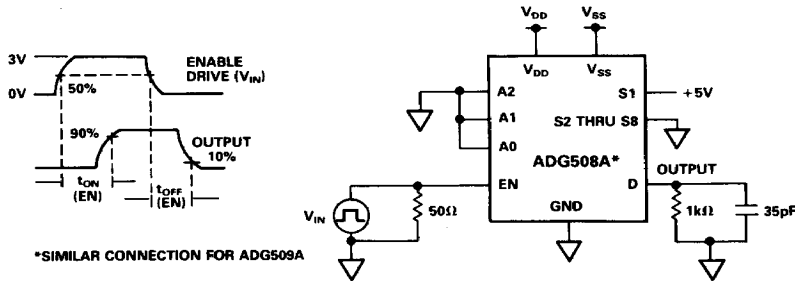 3V
0V
50%
ENABLE
DRIVE (VIN)
90%
OUTPUT
10%
tON
(EN)
tOFF
(EN)
*SIMILAR CONNECTION FOR ADG509A
VDD
VSS
VDD
VSS
A2
A1
A0
EN
S1
+5V
S2 THRU S8
ADG508A*
D
GND
OUTPUT
VIN
50Ω
1kΩ
35pF